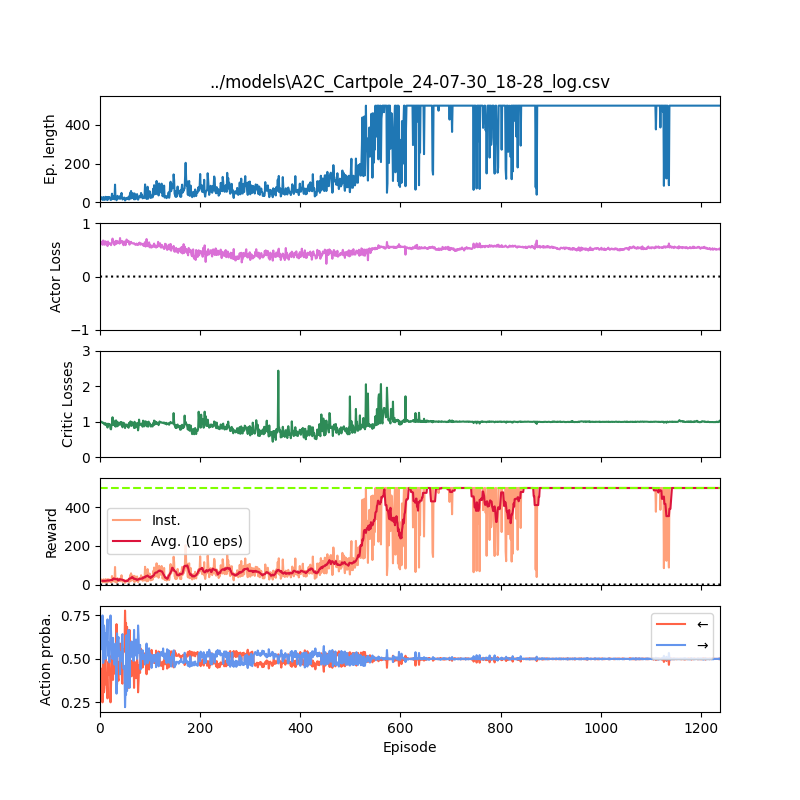 ../models\A2C_Cartpole_24-07-30_18-28_log.csv
Ep. length
400
200
0
Actor Loss
1
0
−1
Critic Losses
3
2
1
0
Reward
400
200
0
Inst.
Avg. (10 eps)
Action proba.
0.75
0.50
0.25
←
→
0 200 400 600 800 1000 1200
Episode